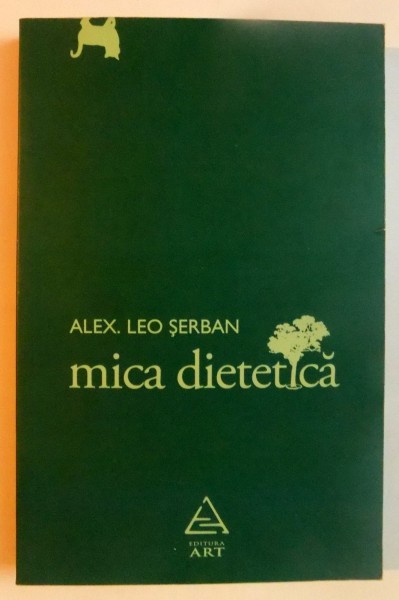 ALEX. LEO ŞERBAN
mica dietetică
EDITURA
ART